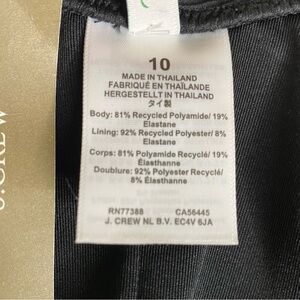 J.CREW
10
MADE IN THAILAND
FABRIQUÉ EN THAÏLANDE
HERGESTELLT IN THAILAND
タイ製
Body: 81% Recycled Polyamide/ 19%
Elastane
Lining: 92% Recycled Polyester/ 8%
Elastane
Corps: 81% Polyamide Recyclé/ 19%
Élasthanne
Doublure: 92% Polyester Recyclé/
8% Élasthanne
RN77388 CA56445
J. CREW NL B.V. EC4V 6JA